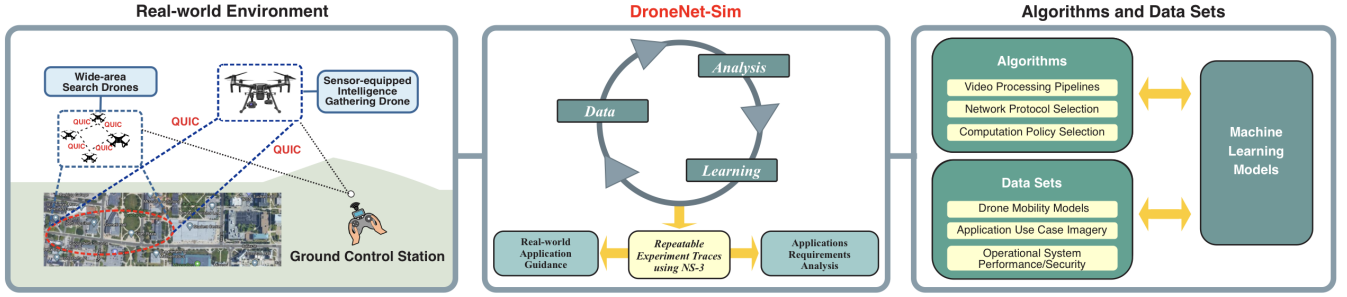 Real-world Environment
Wide-area
Search Drones
Sensor-equipped
Intelligence
Gathering Drone
QUIC
QUIC
QUIC
QUIC
QUIC
QUIC
Ground Control Station
DroneNet-Sim
Analysis
Data
Learning
Real-world
Application
Guidance
Repeatable
Experiment Traces
using NS-3
Applications
Requirements
Analysis
Algorithms and Data Sets
Algorithms
Video Processing Pipelines
Network Protocol Selection
Computation Policy Selection
Data Sets
Drone Mobility Models
Application Use Case Imagery
Operational System
Performance/Security
Machine
Learning
Models